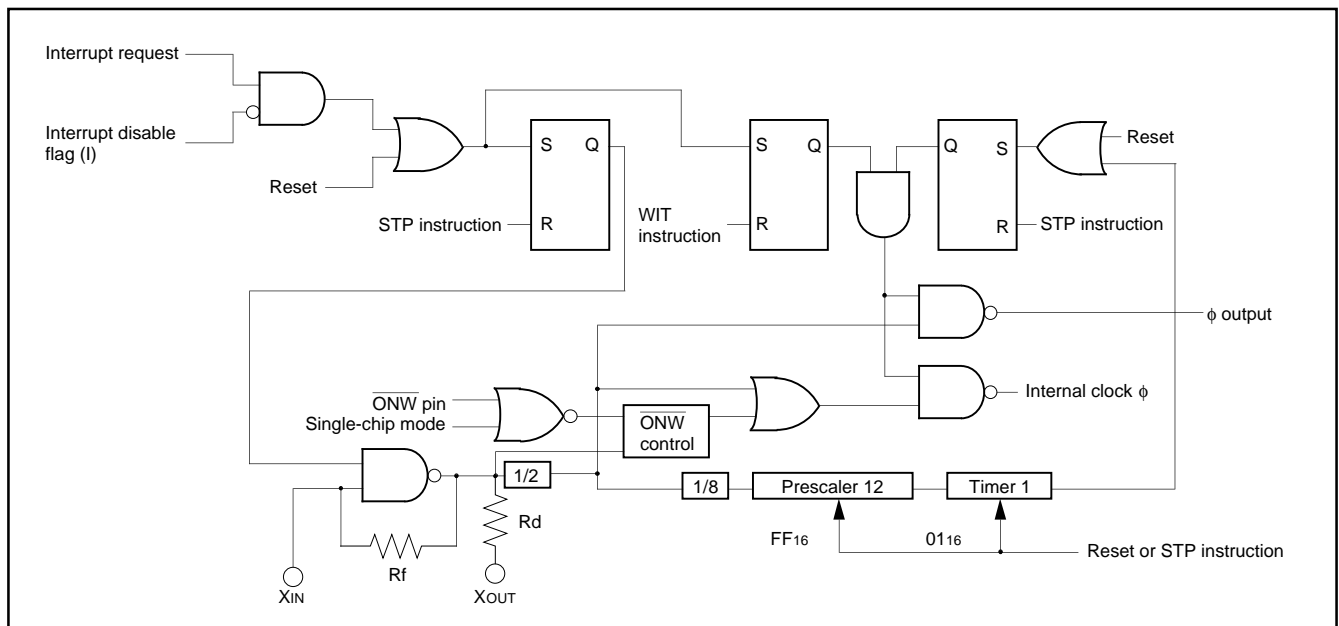 Interrupt request
Interrupt disable
flag (I)
Reset
S
Q
R
STP instruction
S
Q
R
WIT
instruction
Q
S
R
Reset
STP instruction
ϕ output
Internal clock ϕ
O̅N̅W̅ pin
Single-chip mode
O̅N̅W̅
control
1/2
1/8
Prescaler 12
Timer 1
Rd
Rf
FF16
0116
Reset or STP instruction
XIN
XOUT